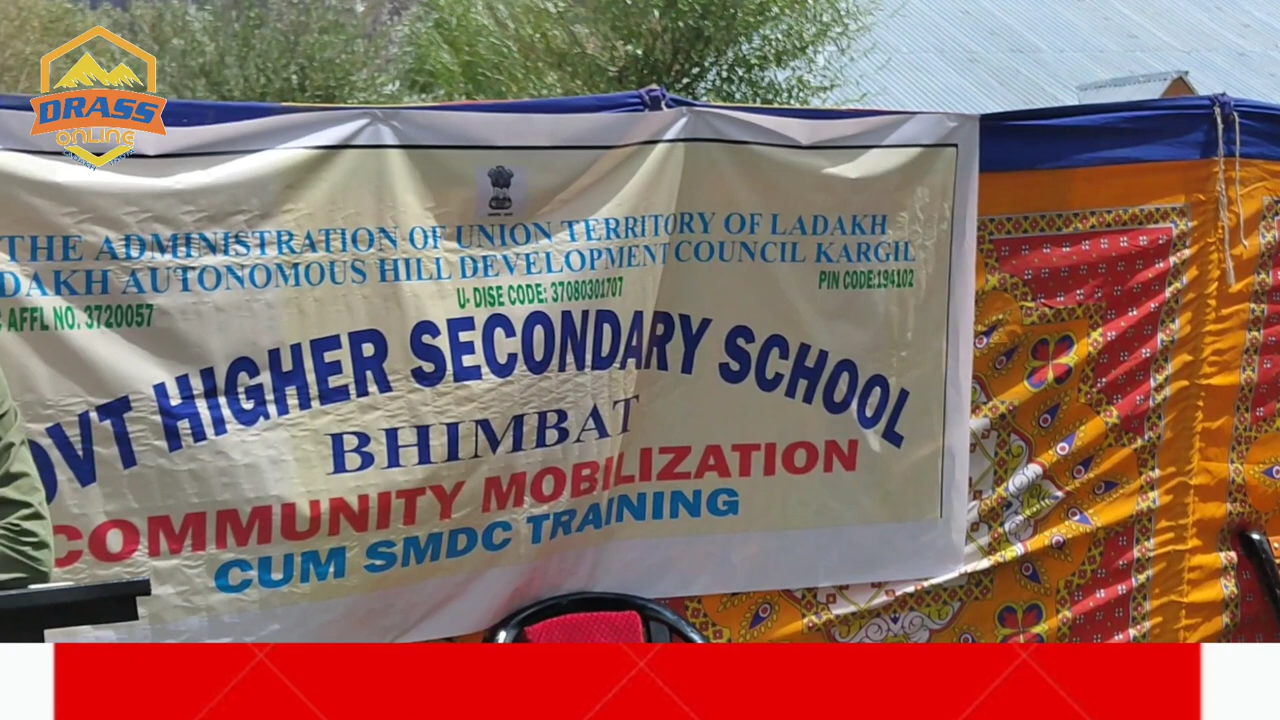 DRASS
ONLINE
THE ADMINISTRATION OF UNION TERRITORY OF LADAKH
DAKH AUTONOMOUS HILL DEVELOPMENT COUNCIL KARGIL
AFFL NO. 3720057
U- DISE CODE: 37080301707
PIN CODE:194102
OVT HIGHER SECONDARY SCHOOL
BHIMBAT
COMMUNITY MOBILIZATION
CUM SMDC TRAINING